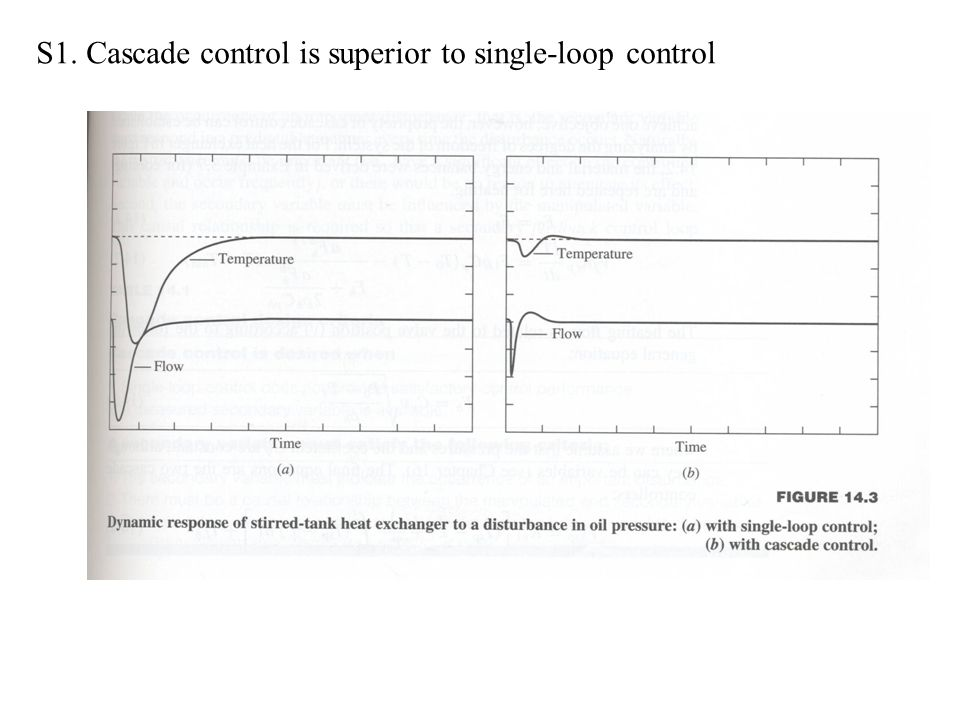 S1. Cascade control is superior to single-loop control
Temperature
Flow
Time
(a)
Temperature
Flow
Time
(b)
FIGURE 14.3
Dynamic response of stirred-tank heat exchanger to a disturbance in oil pressure: (a) with single-loop control;
(b) with cascade control.